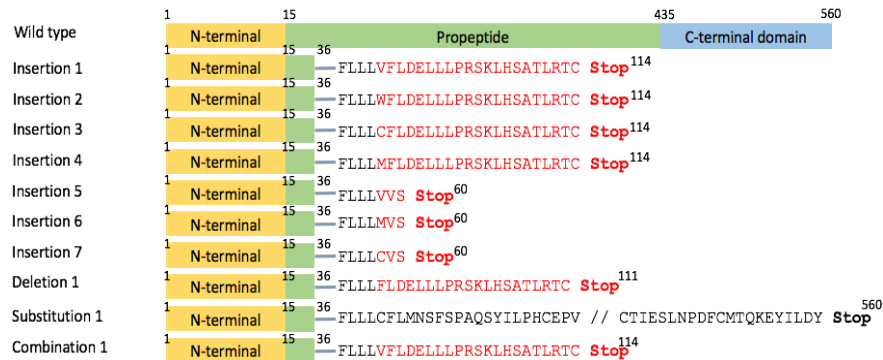 1 15 435 560
Wild type N-terminal Propeptide C-terminal domain
1 15 36
Insertion 1 N-terminal FLLLVFLDELLLPRSKLHSATLRTC Stop114
1 15 36
Insertion 2 N-terminal FLLLWFLDELLLPRSKLHSATLRTC Stop114
1 15 36
Insertion 3 N-terminal FLLLCFLDELLLPRSKLHSATLRTC Stop114
1 15 36
Insertion 4 N-terminal FLLLMFLDELLLPRSKLHSATLRTC Stop114
1 15 36
Insertion 5 N-terminal FLLLVVS Stop60
1 15 36
Insertion 6 N-terminal FLLLMVS Stop60
1 15 36
Insertion 7 N-terminal FLLLCVS Stop60
1 15 36
Deletion 1 N-terminal FLLLFLDELLLPRSKLHSATLRTC Stop111
1 15 36
Substitution 1 N-terminal FLLLCFLMNSFSPAQSYILPHCEPV // CTIESLNPDFCMTQKEYILDY Stop560
1 15 36
Combination 1 N-terminal FLLLVFLDELLLPRSKLHSATLRTC Stop114